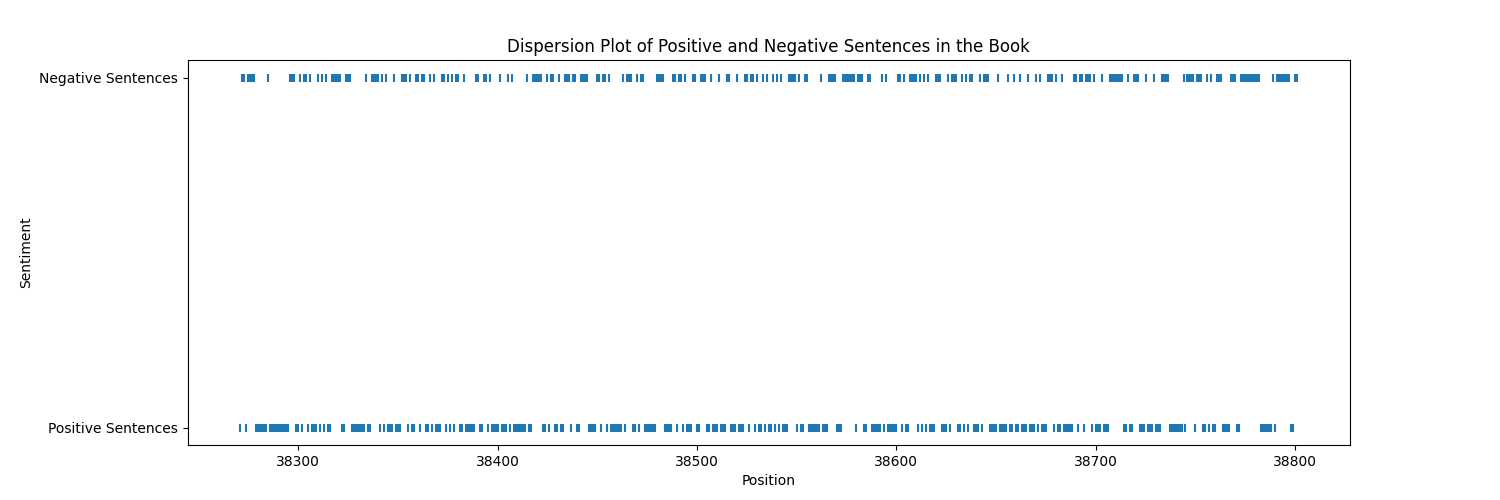 Dispersion Plot of Positive and Negative Sentences in the Book
Negative Sentences
Sentiment
Positive Sentences
38300 38400 38500 38600 38700 38800
Position